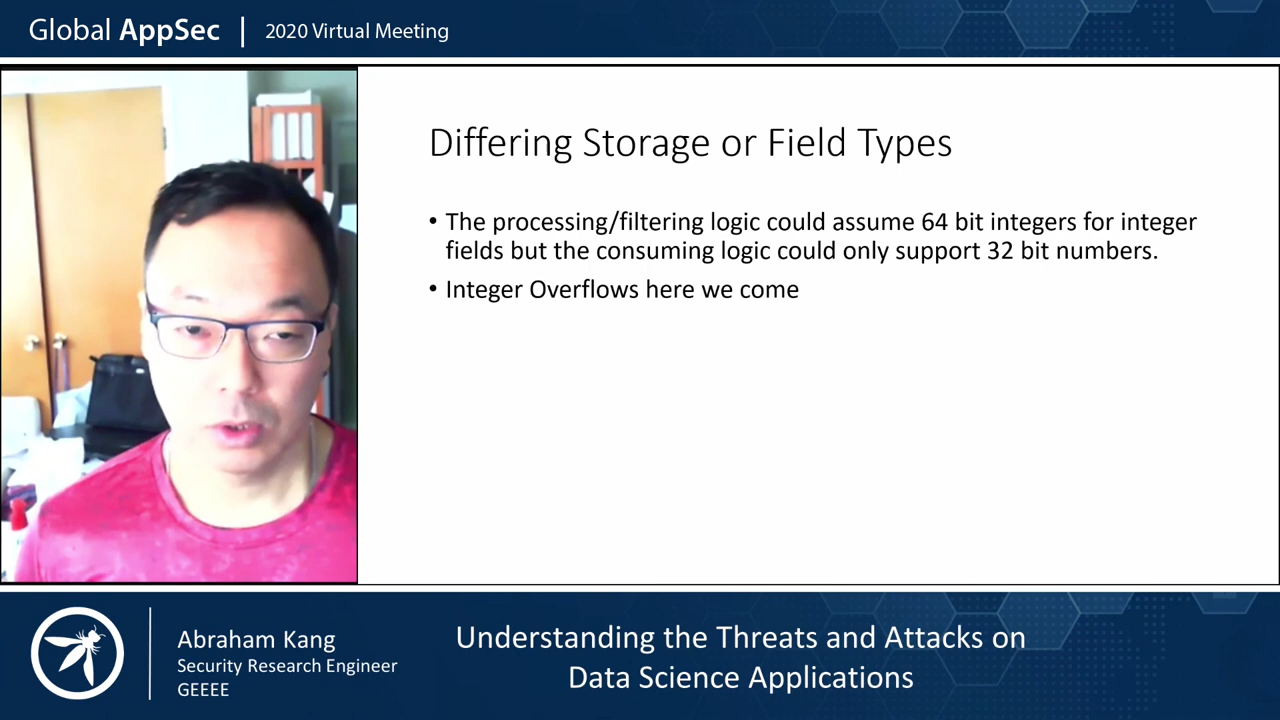 Global AppSec | 2020 Virtual Meeting
Differing Storage or Field Types
• The processing/filtering logic could assume 64 bit integers for integer
fields but the consuming logic could only support 32 bit numbers.
• Integer Overflows here we come
Abraham Kang
Security Research Engineer
GEEEE
Understanding the Threats and Attacks on
Data Science Applications